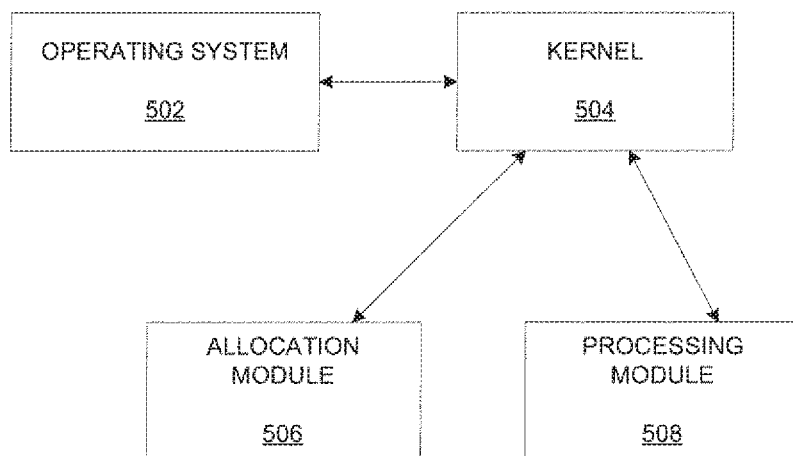 OPERATING SYSTEM
502
KERNEL
504
ALLOCATION
MODULE
506
PROCESSING
MODULE
508